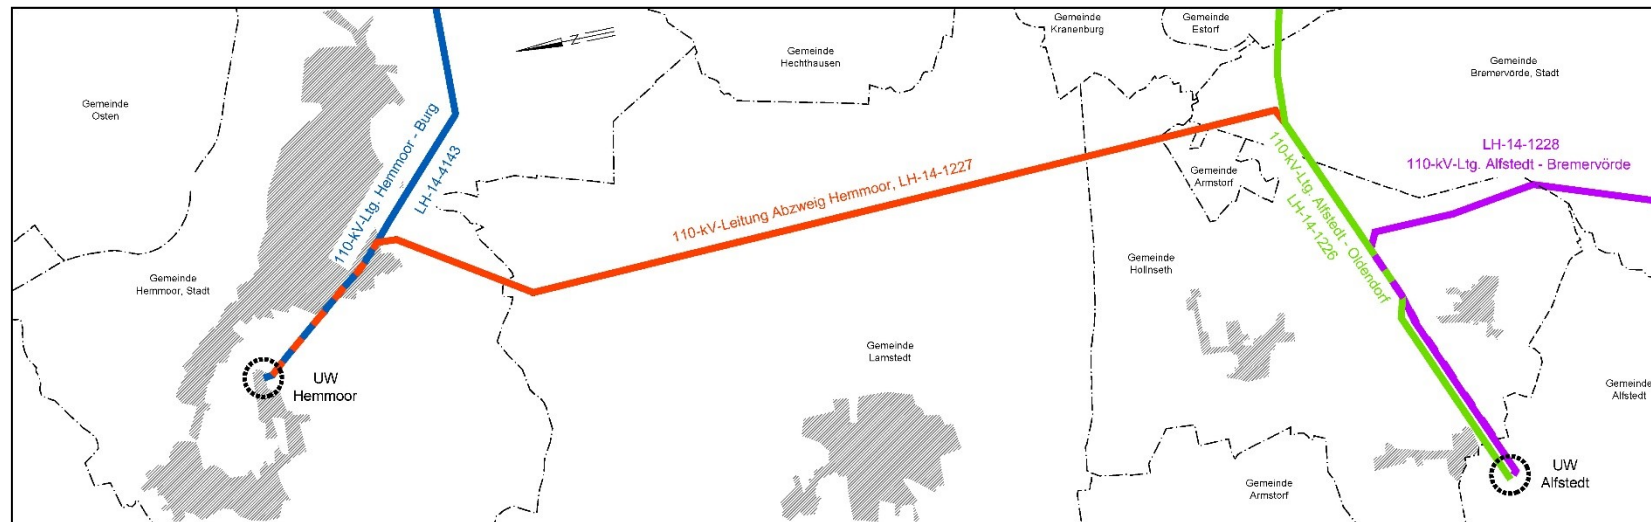 Gemeinde
Kranenburg
Gemeinde
Estorf
N
Gemeinde
Hechthausen
Gemeinde
Bremervörde, Stadt
Gemeinde
Osten
110-kV-Ltg. Hemmoor - Burg
LH-14-4143
110-kV-Leitung Abzweig Hemmoor, LH-14-1227
110-kV-Ltg. Alfstedt - Oldendorf
LH-14-1226
LH-14-1228
110-kV-Ltg. Alfstedt - Bremervörde
Gemeinde
Armstorf
Gemeinde
Hollnseth
Gemeinde
Hemmoor, Stadt
Gemeinde
Lamstedt
UW
Hemmoor
Gemeinde
Alfstedt
Gemeinde
Armstorf
UW
Alfstedt